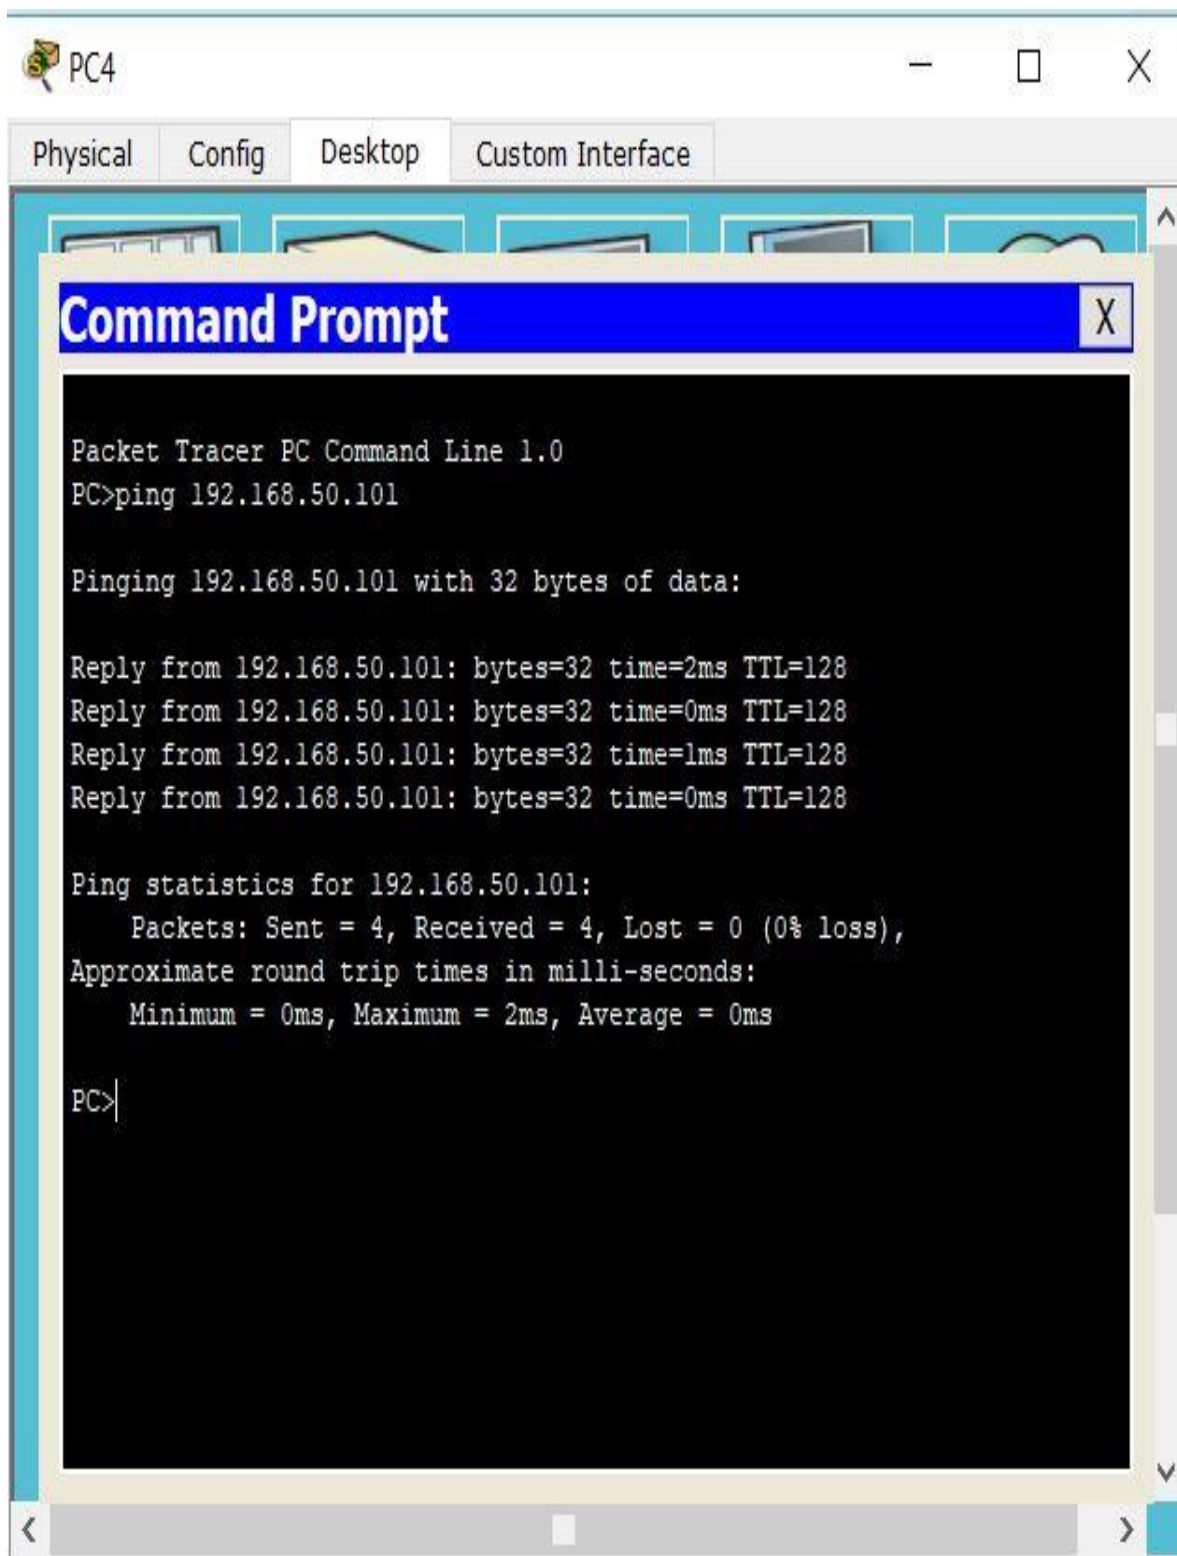 PC4
Physical Config Desktop Custom Interface
Command Prompt X
Packet Tracer PC Command Line 1.0
PC>ping 192.168.50.101
Pinging 192.168.50.101 with 32 bytes of data:
Reply from 192.168.50.101: bytes=32 time=2ms TTL=128
Reply from 192.168.50.101: bytes=32 time=0ms TTL=128
Reply from 192.168.50.101: bytes=32 time=1ms TTL=128
Reply from 192.168.50.101: bytes=32 time=0ms TTL=128
Ping statistics for 192.168.50.101:
    Packets: Sent = 4, Received = 4, Lost = 0 (0% loss),
Approximate round trip times in milli-seconds:
    Minimum = 0ms, Maximum = 2ms, Average = 0ms
PC>